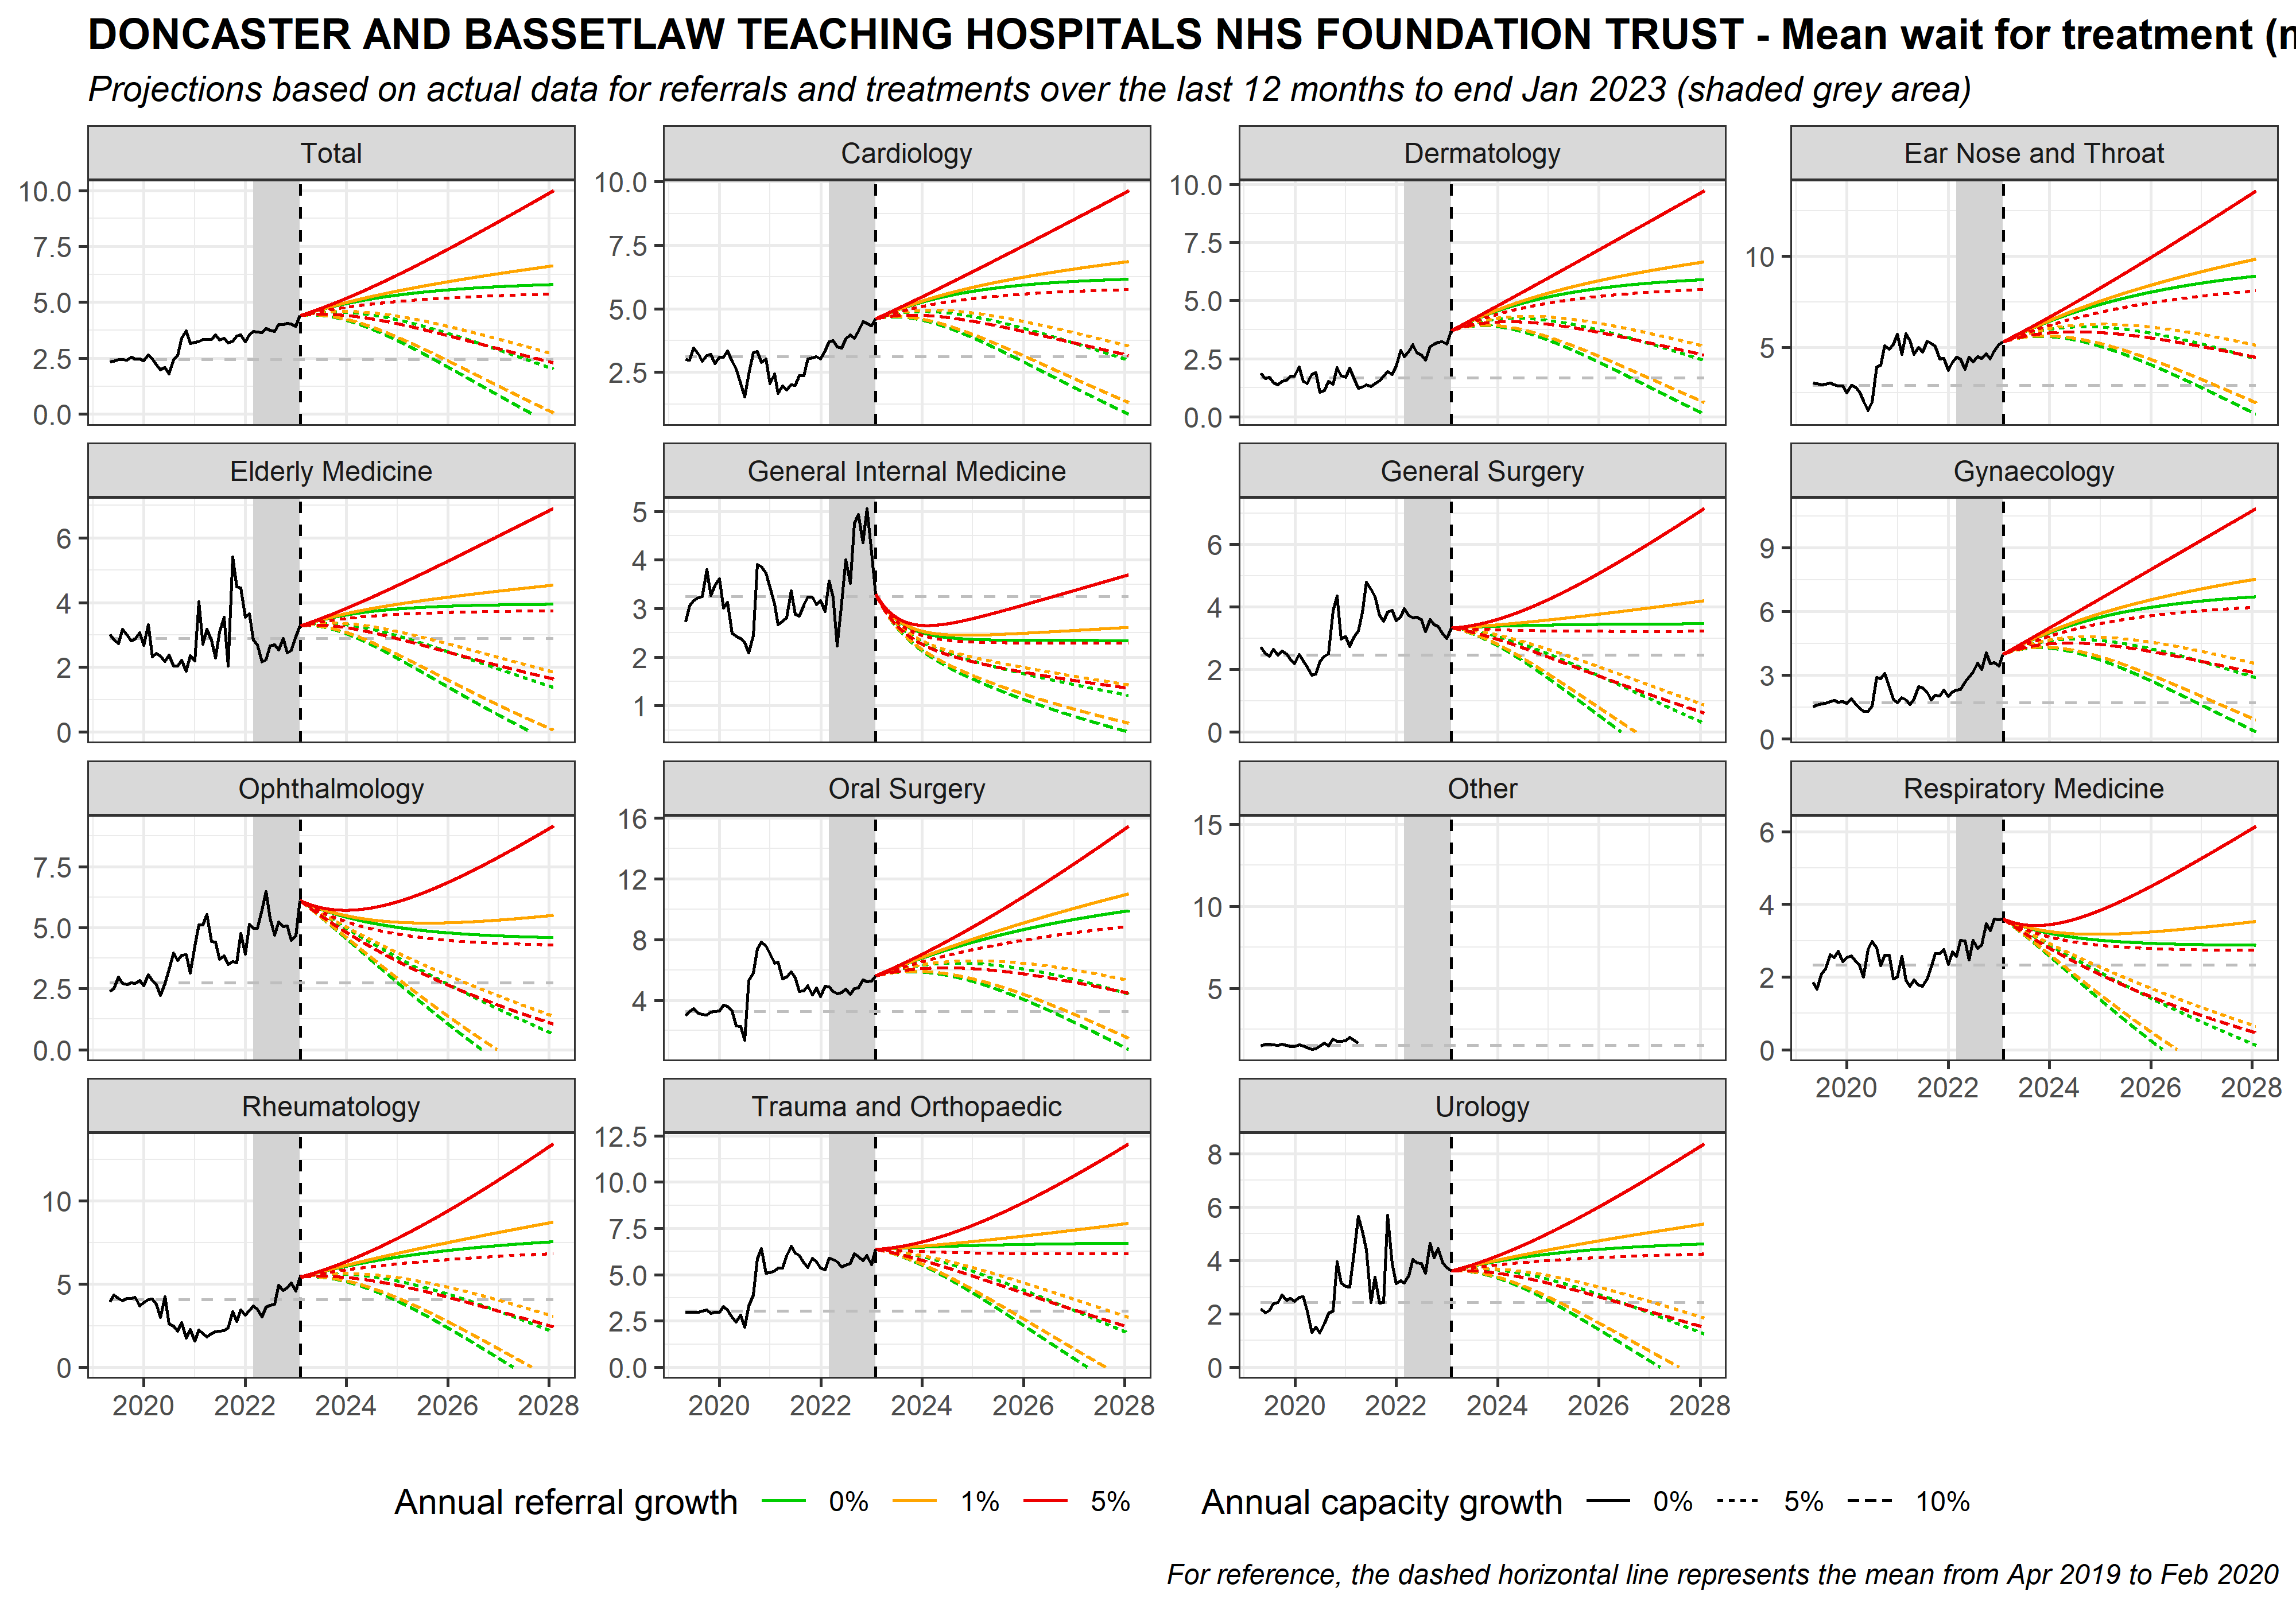 DONCASTER AND BASSETLAW TEACHING HOSPITALS NHS FOUNDATION TRUST - Mean wait for treatment
Projections based on actual data for referrals and treatments over the last 12 months to end Jan 2023 (shaded grey area)
Total
10.0
7.5
5.0
2.5
0.0
Cardiology
10.0
7.5
5.0
2.5
Dermatology
10.0
7.5
5.0
2.5
0.0
Ear Nose and Throat
10
5
Elderly Medicine
6
4
2
0
General Internal Medicine
5
4
3
2
1
General Surgery
6
4
2
0
Gynaecology
9
6
3
0
Ophthalmology
7.5
5.0
2.5
0.0
Oral Surgery
16
12
8
4
Other
15
10
5
Respiratory Medicine
6
4
2
0
2020 2022 2024 2026 2028
Rheumatology
10
5
0
2020 2022 2024 2026 2028
Trauma and Orthopaedic
12.5
10.0
7.5
5.0
2.5
0.0
2020 2022 2024 2026 2028
Urology
8
6
4
2
0
2020 2022 2024 2026 2028
Annual referral growth 0% 1% 5% Annual capacity growth 0% 5% 10%
For reference, the dashed horizontal line represents the mean from Apr 2019 to Feb 2020